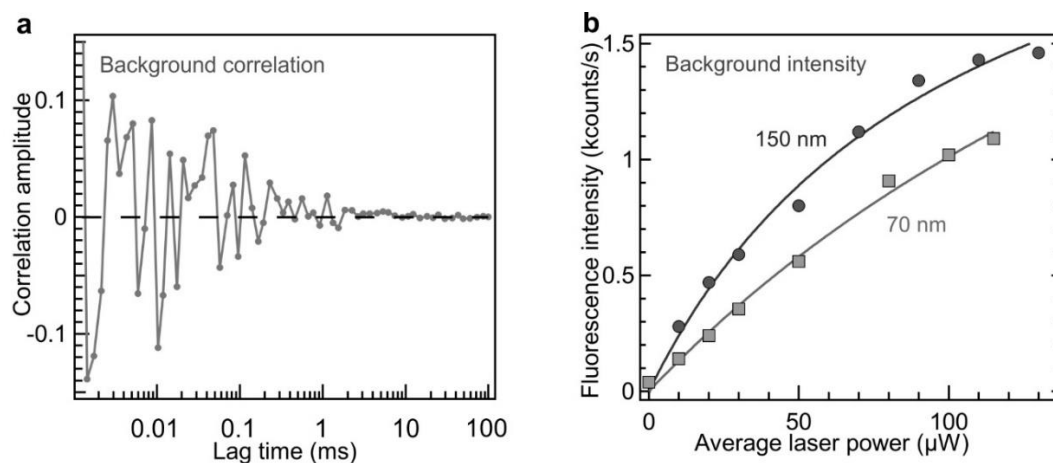 a
Background correlation
Correlation amplitude
0.1
0
-0.1
0.01
0.1
1
10
100
Lag time (ms)
b
Background intensity
Fluorescence intensity (kcounts/s)
1.5
1
0.5
0
150 nm
70 nm
0
50
100
Average laser power (µW)